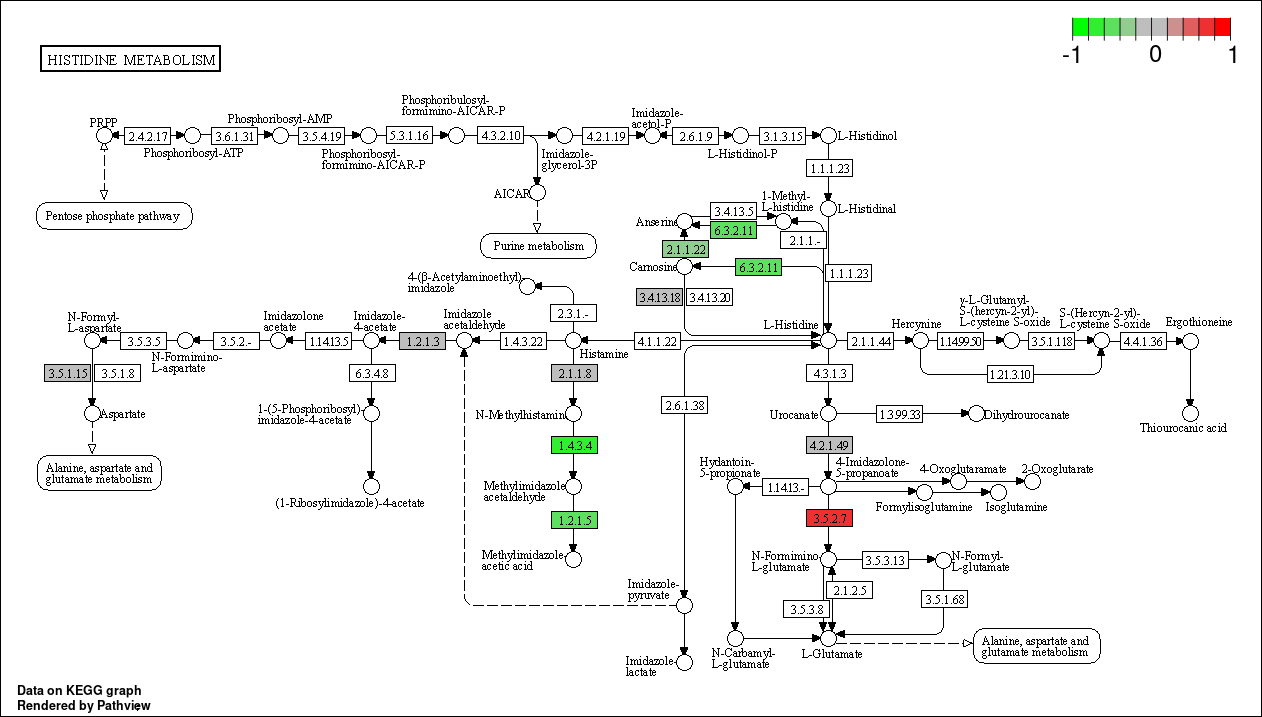 -1
0
1
HISTIDINE METABOLISM
PRPP
2.4.2.17
Phosphoribosyl-ATP
3.6.1.31
Phosphoribosyl-AMP
3.5.4.19
Phosphoribosyl-
formimino-AICAR-P
5.3.1.16
Phosphoribulosyl-
formimino-AICAR-P
4.3.2.10
Imidazole-
glycerol-3P
4.2.1.19
Imidazole-
acetol-P
2.6.1.9
L-Histidinol-P
3.1.3.15
L-Histidinol
1.1.1.23
AICAR
Pentose phosphate pathway
Purine metabolism
L-Histidinal
1-Methyl-
L-histidine
3.4.13.5
Anserine
6.3.2.11
2.1.1.-
2.1.1.22
Carnosine
6.3.2.11
1.1.1.23
3.4.13.18
3.4.13.20
4-(β-Acetylaminoethyl)-
imidazole
2.3.1.-
N-Formyl-
L-aspartate
3.5.3.5
N-Formimino-
L-aspartate
3.5.2.-
Imidazolone
acetate
1.14.13.5
Imidazole-
4-acetate
1.2.1.3
Imidazole
acetaldehyde
1.4.3.22
Histamine
4.1.1.22
L-Histidine
2.1.1.44
Hercynine
1.14.99.50
γ-L-Glutamyl-
S-(hercyn-2-yl)-
L-cysteine S-oxide
3.5.1.118
S-(Hercyn-2-yl)-
L-cysteine S-oxide
4.4.1.36
Ergothioneine
1.21.3.10
3.5.1.15
3.5.1.8
6.3.4.8
2.1.1.8
4.3.1.3
2.6.1.38
Aspartate
1-(5-Phosphoribosyl)-
imidazole-4-acetate
N-Methylhistamine
Urocanate
1.3.99.33
Dihydrourocanate
Thiourocanic acid
1.4.3.4
4.2.1.49
Alanine, aspartate and
glutamate metabolism
(1-Ribosylimidazole)-4-acetate
Methylimidazole
acetaldehyde
Hydantoin-
5-propionate
1.14.13.-
4-Imidazolone-
5-propanoate
4-Oxoglutaramate
2-Oxoglutarate
Formylisoglutamine
Isoglutamine
1.2.1.5
3.5.2.7
Methylimidazole-
acetic acid
N-Formimino-
L-glutamate
3.5.3.13
N-Formyl-
L-glutamate
Imidazole-
pyruvate
2.1.2.5
3.5.3.8
3.5.1.68
Imidazole-
lactate
N-Carbamyl-
L-glutamate
L-Glutamate
Alanine, aspartate and
glutamate metabolism
Data on KEGG graph
Rendered by Pathview